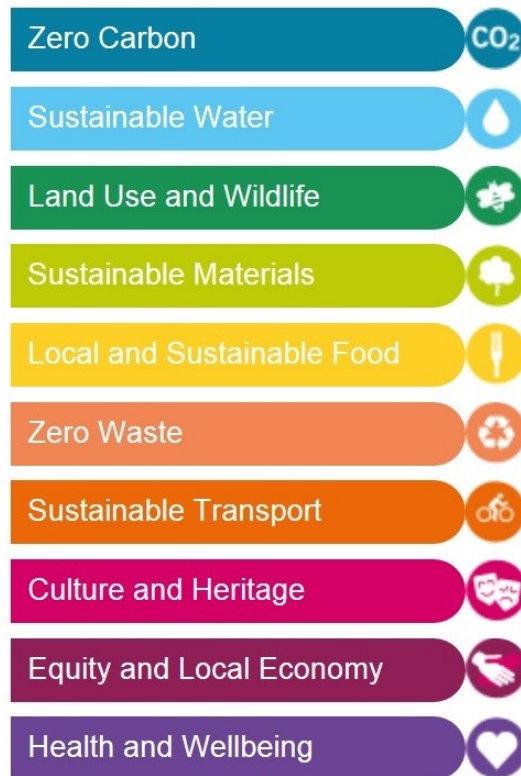 Zero Carbon
CO₂
Sustainable Water
Land Use and Wildlife
Sustainable Materials
Local and Sustainable Food
Zero Waste
Sustainable Transport
Culture and Heritage
Equity and Local Economy
Health and Wellbeing